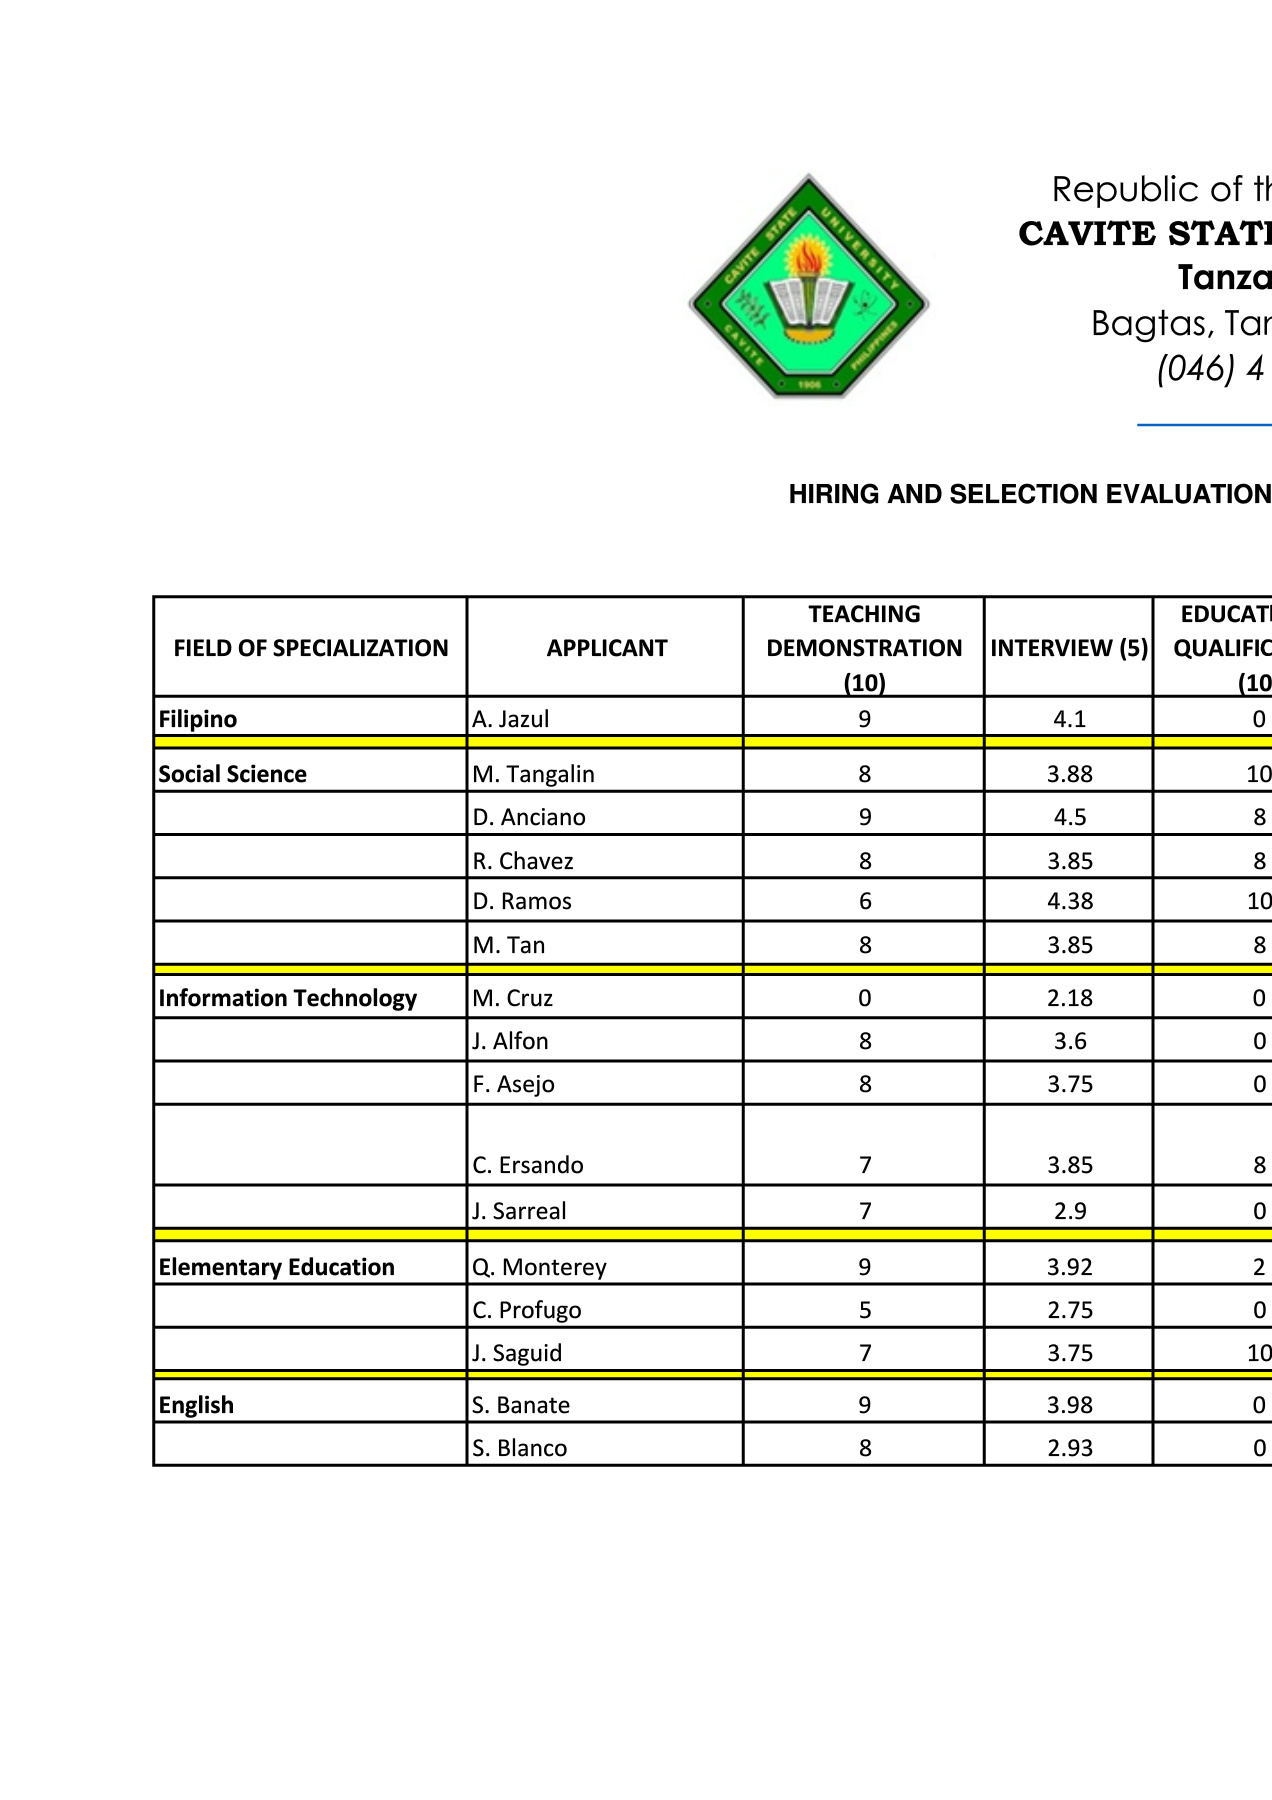 CAVITE STATE UNIVERSITY
CAVITE PHILIPPINES
1906
Republic of th
CAVITE STATE
Tanza
Bagtas, Tan
(046) 4
HIRING AND SELECTION EVALUATION
FIELD OF SPECIALIZATION APPLICANT TEACHING DEMONSTRATION (10) INTERVIEW (5) EDUCATI QUALIFIC (10
Filipino A. Jazul 9 4.1 0
Social Science M. Tangalin 8 3.88 10
D. Anciano 9 4.5 8
R. Chavez 8 3.85 8
D. Ramos 6 4.38 10
M. Tan 8 3.85 8
Information Technology M. Cruz 0 2.18 0
J. Alfon 8 3.6 0
F. Asejo 8 3.75 0
C. Ersando 7 3.85 8
J. Sarreal 7 2.9 0
Elementary Education Q. Monterey 9 3.92 2
C. Profugo 5 2.75 0
J. Saguid 7 3.75 10
English S. Banate 9 3.98 0
S. Blanco 8 2.93 0